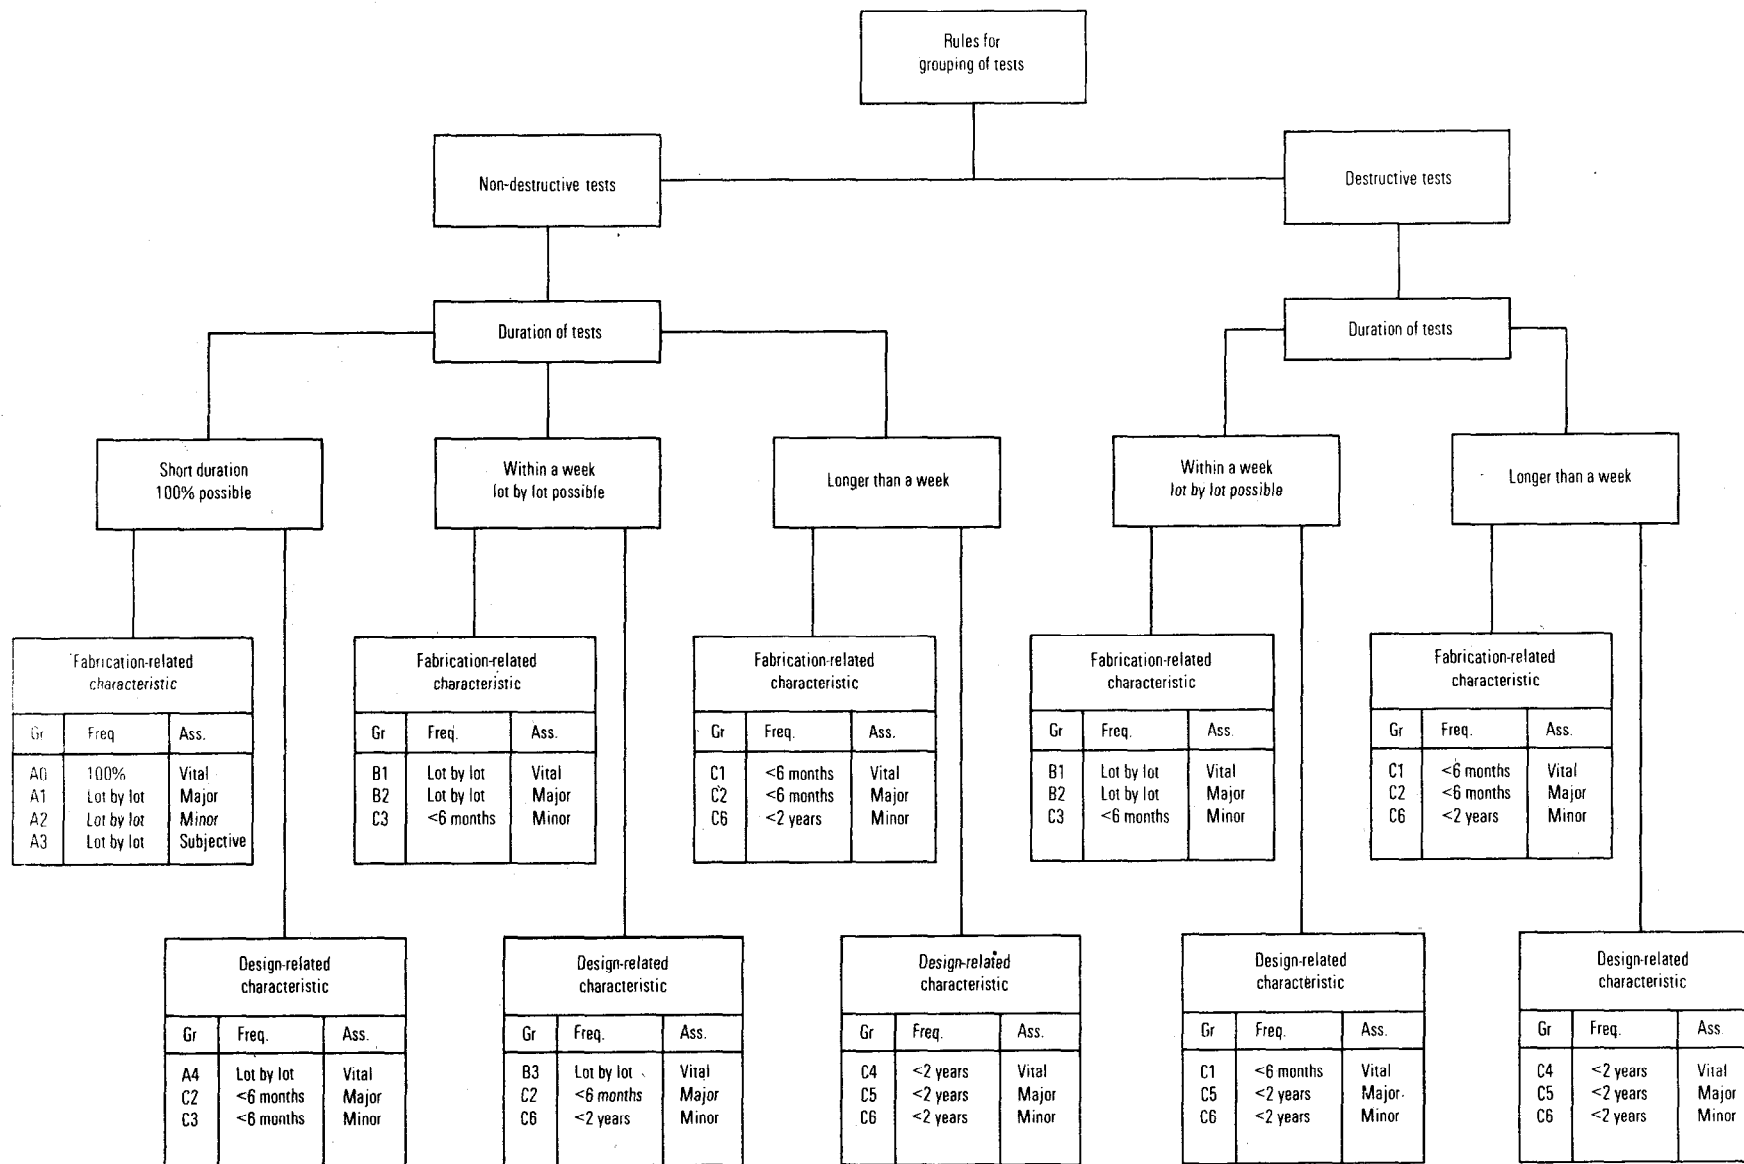 Rules for
grouping of tests
Non-destructive tests
Destructive tests
Duration of tests
Duration of tests
Short duration
100% possible
Within a week
lot by lot possible
Longer than a week
Within a week
lot by lot possible
Longer than a week
Fabrication-related
characteristic
Gr Freq Ass.
A0 100% Vital
A1 Lot by lot Major
A2 Lot by lot Minor
A3 Lot by lot Subjective
Fabrication-related
characteristic
Gr Freq. Ass.
B1 Lot by lot Vital
B2 Lot by lot Major
C3 <6 months Minor
Fabrication-related
characteristic
Gr Freq. Ass.
C1 <6 months Vital
C2 <6 months Major
C6 <2 years Minor
Fabrication-related
characteristic
Gr Freq. Ass.
B1 Lot by lot Vital
B2 Lot by lot Major
C3 <6 months Minor
Fabrication-related
characteristic
Gr Freq. Ass.
C1 <6 months Vital
C2 <6 months Major
C6 <2 years Minor
Design-related
characteristic
Gr Freq. Ass.
A4 Lot by lot Vital
C2 <6 months Major
C3 <6 months Minor
Design-related
characteristic
Gr Freq. Ass.
B3 Lot by lot Vital
C2 <6 months Major
C6 <2 years Minor
Design-related
characteristic
Gr Freq. Ass.
C4 <2 years Vital
C5 <2 years Major
C6 <2 years Minor
Design-related
characteristic
Gr Freq. Ass.
C1 <6 months Vital
C5 <2 years Major
C6 <2 years Minor
Design-related
characteristic
Gr Freq. Ass.
C4 <2 years Vital
C5 <2 years Major
C6 <2 years Minor